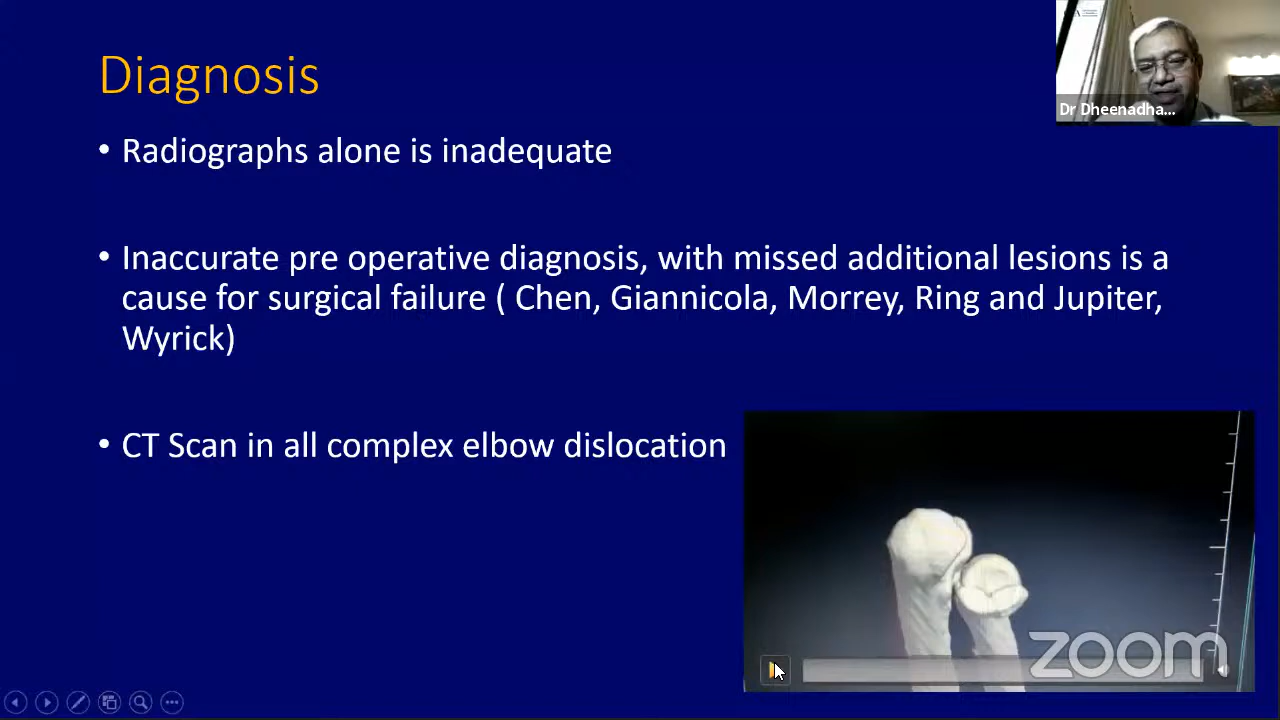 Diagnosis
Dr Dheenadha...
• Radiographs alone is inadequate
• Inaccurate pre operative diagnosis, with missed additional lesions is a
cause for surgical failure ( Chen, Giannicola, Morrey, Ring and Jupiter,
Wyrick)
• CT Scan in all complex elbow dislocation
zoom